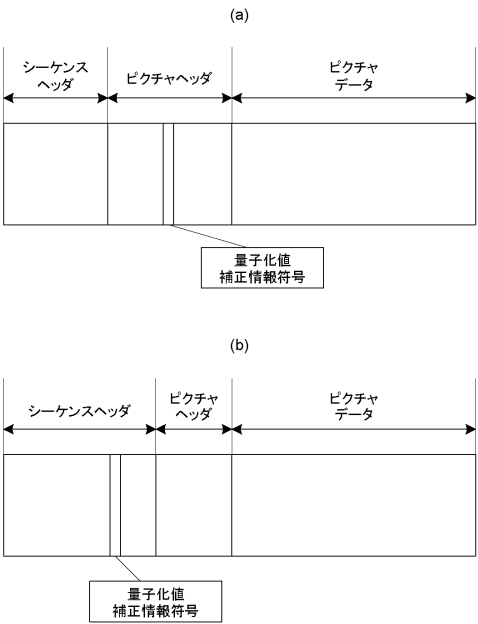 (a)
シーケンス
ヘッダ
ピクチャヘッダ
ピクチャ
データ
量子化値
補正情報符号
(b)
シーケンスヘッダ
ピクチャ
ヘッダ
ピクチャ
データ
量子化値
補正情報符号